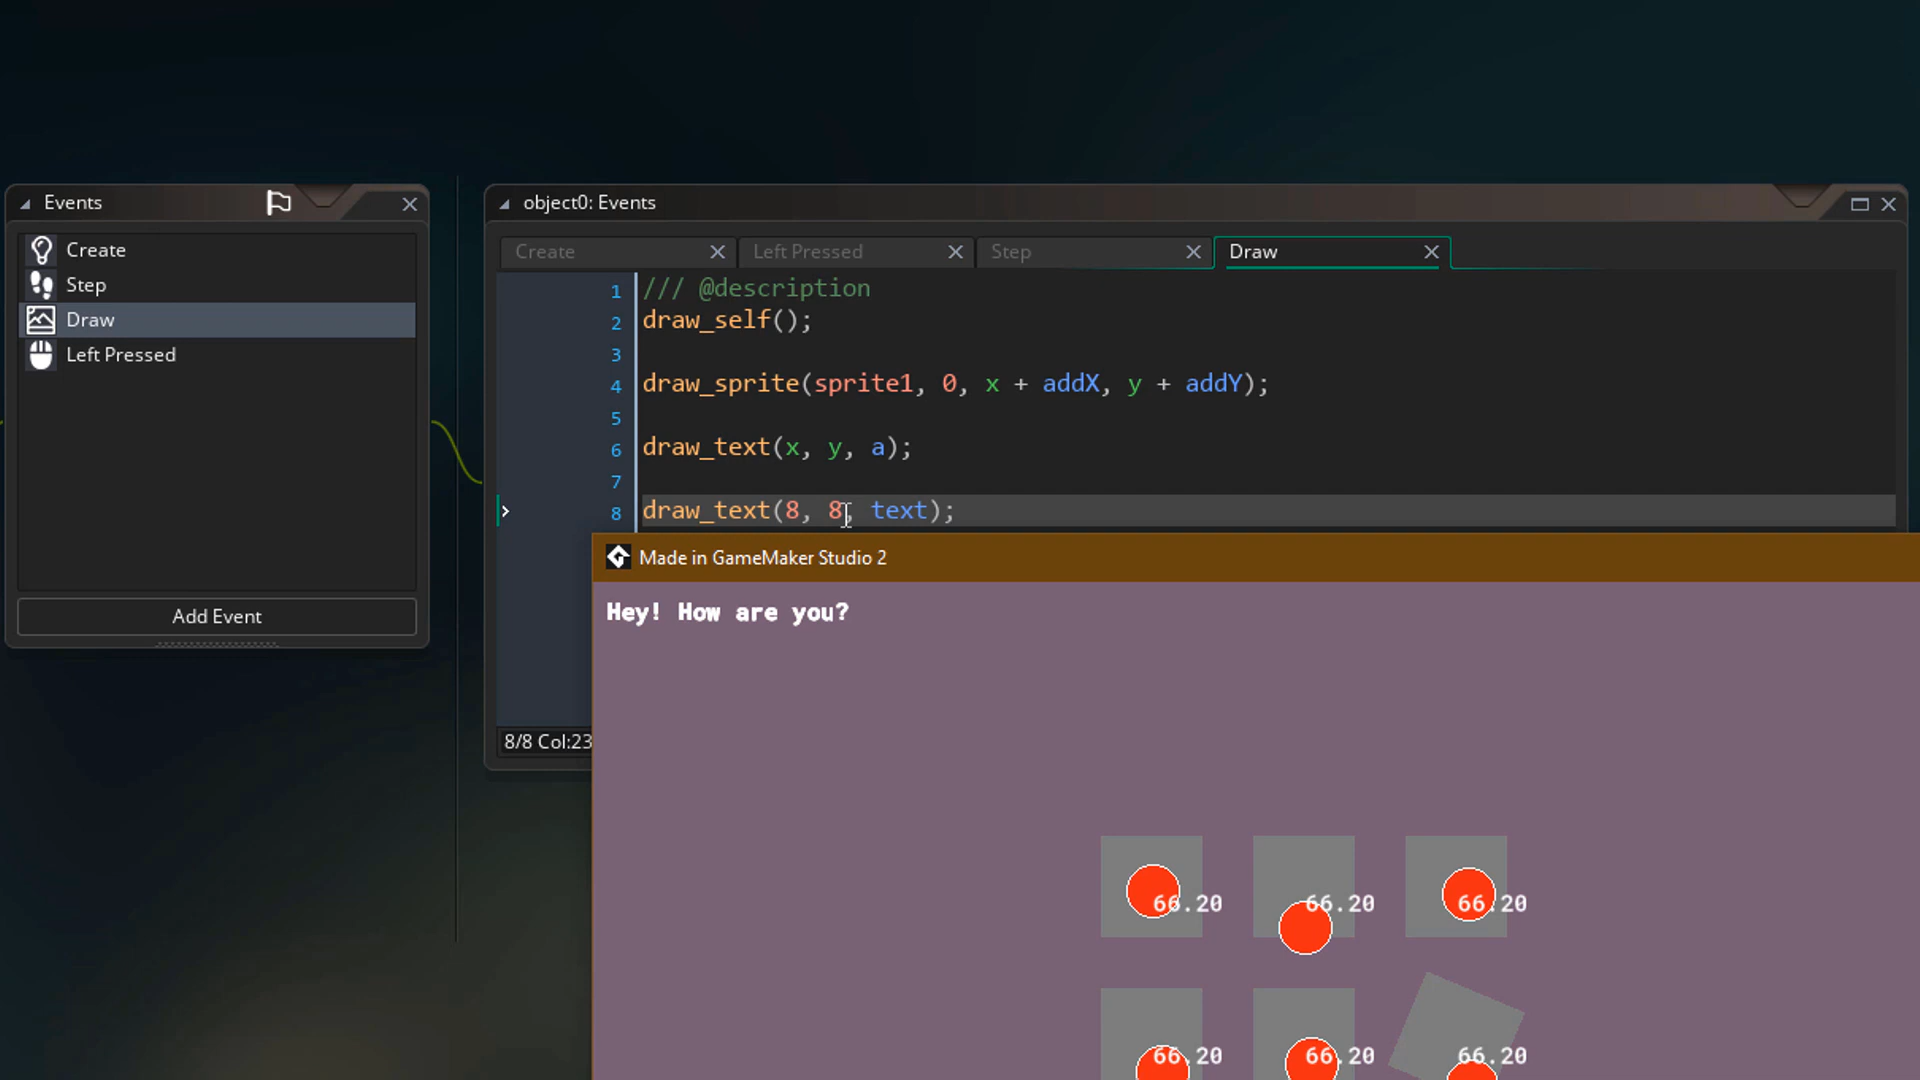 Events
Create
Step
Draw
Left Pressed
Add Event
object0: Events
Create
Left Pressed
Step
Draw
1 /// @description
2 draw_self();
3
4 draw_sprite(sprite1, 0, x + addX, y + addY);
5
6 draw_text(x, y, a);
7
8 draw_text(8, 8, text);
8/8 Col:23
Made in GameMaker Studio 2
Hey! How are you?
66.20 66.20 66.20
66.20 66.20 66.20